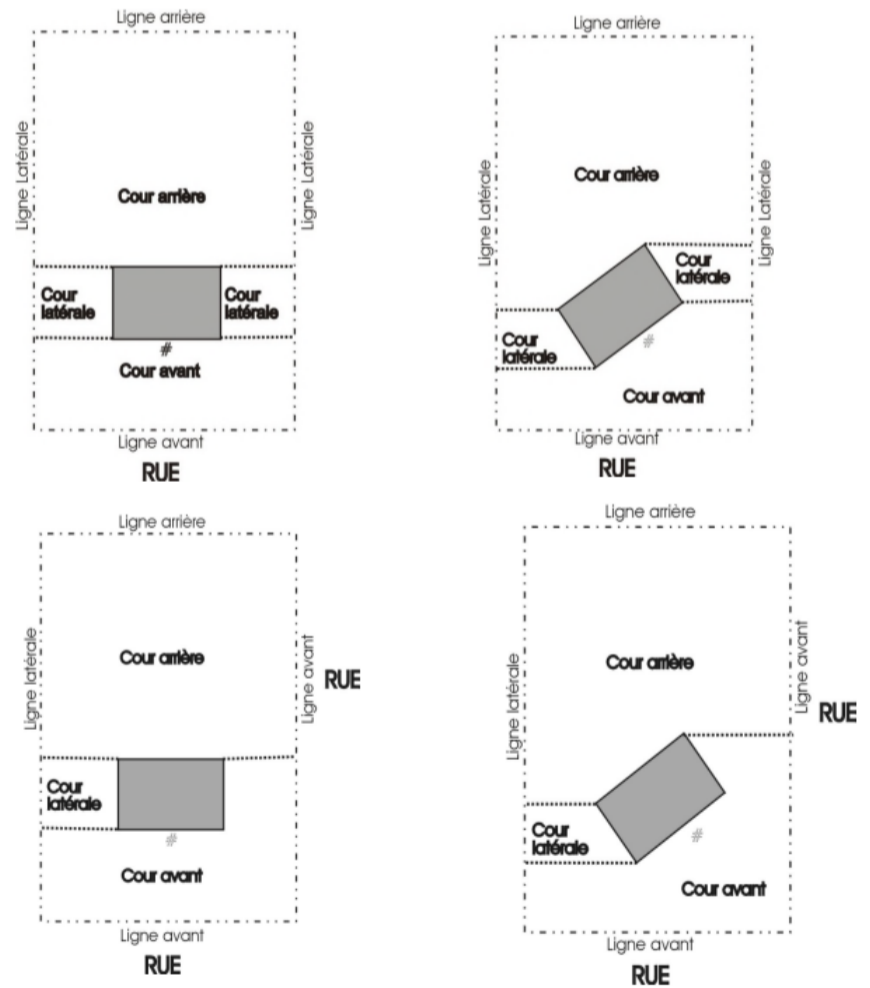 Ligne arrière
Ligne Latérale
Ligne Latérale
Cour arrière
Cour
latérale
Cour
latérale
#
Cour avant
Ligne avant
RUE
Ligne arrière
Ligne Latérale
Ligne Latérale
Cour arrière
Cour
latérale
Cour
latérale
#
Cour avant
Ligne avant
RUE
Ligne arrière
Ligne latérale
Ligne avant
RUE
Cour arrière
Cour
latérale
#
Cour avant
Ligne avant
RUE
Ligne arrière
Ligne latérale
Ligne avant
RUE
Cour arrière
Cour
latérale
#
Cour avant
Ligne avant
RUE